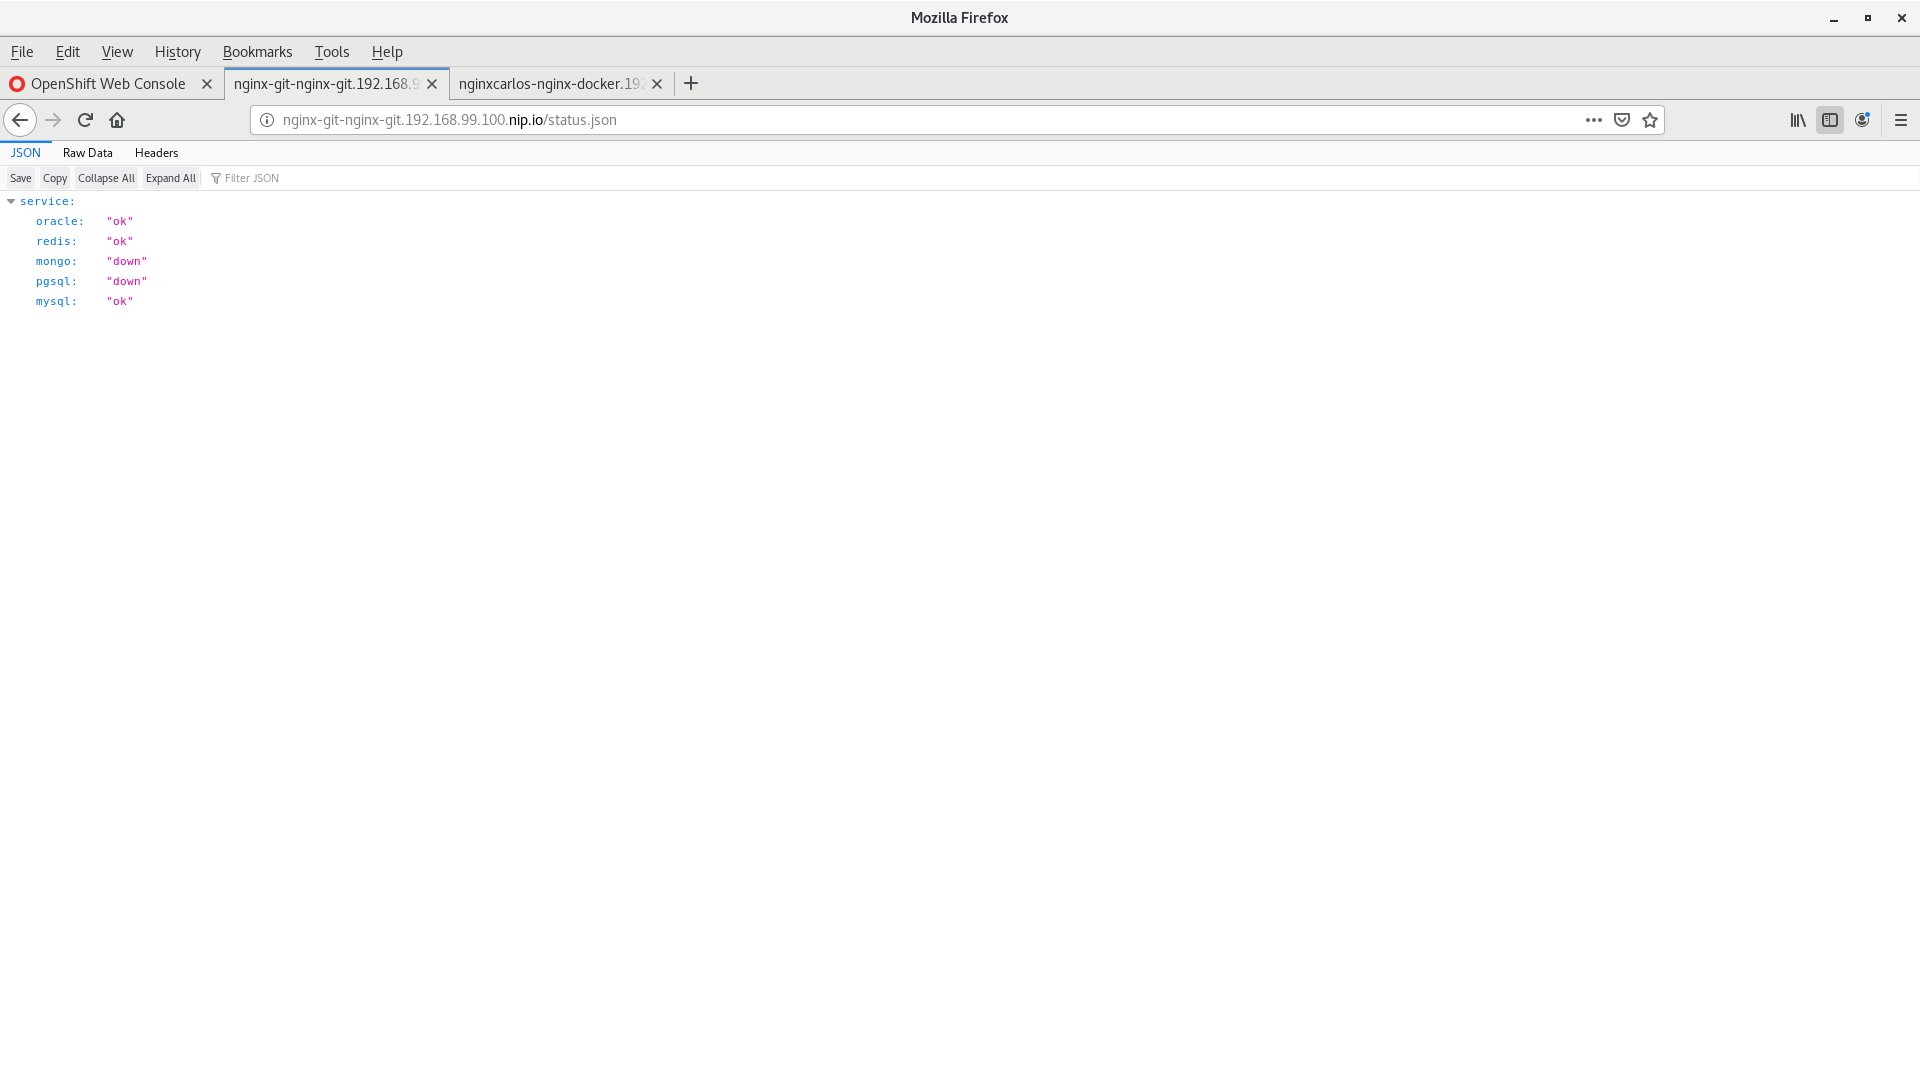 Mozilla Firefox
File Edit View History Bookmarks Tools Help
OpenShift Web Console nginx-git-nginx-git.192.168.9 nginxcarlos-nginx-docker.192
nginx-git-nginx-git.192.168.99.100.nip.io/status.json
JSON Raw Data Headers
Save Copy Collapse All Expand All Filter JSON
service:
oracle: "ok"
redis: "ok"
mongo: "down"
pgsql: "down"
mysql: "ok"